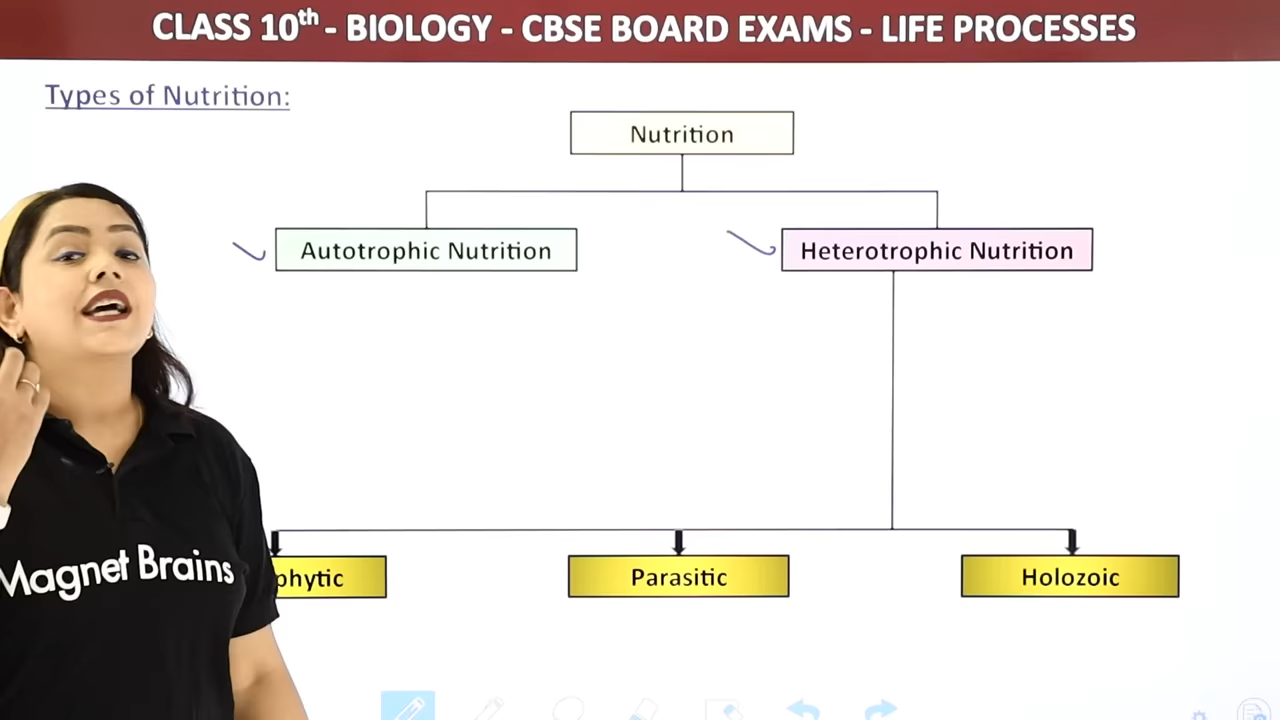 CLASS 10th - BIOLOGY - CBSE BOARD EXAMS - LIFE PROCESSES
Types of Nutrition:
Nutrition
Autotrophic Nutrition
Heterotrophic Nutrition
phytic
Parasitic
Holozoic
Magnet Brains